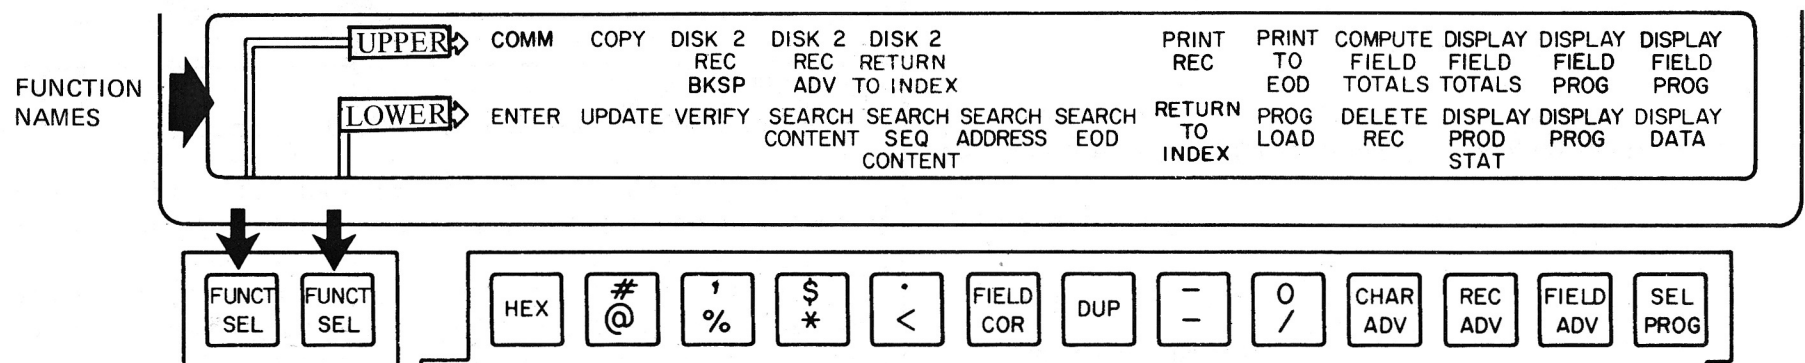 UPPER COMM COPY DISK 2 DISK 2 DISK 2 PRINT PRINT COMPUTE DISPLAY DISPLAY DISPLAY
REC REC RETURN REC TO FIELD FIELD FIELD FIELD
BKSP ADV TO INDEX EOD TOTALS TOTALS PROG PROG
FUNCTION
NAMES
LOWER ENTER UPDATE VERIFY SEARCH SEARCH SEARCH SEARCH RETURN PROG DELETE DISPLAY DISPLAY DISPLAY
CONTENT SEQ ADDRESS EOD TO LOAD REC PROD PROG DATA
CONTENT INDEX STAT
FUNCT FUNCT HEX # ' $ . FIELD DUP – 0 CHAR REC FIELD SEL
SEL SEL @ % * < COR – / ADV ADV ADV PROG